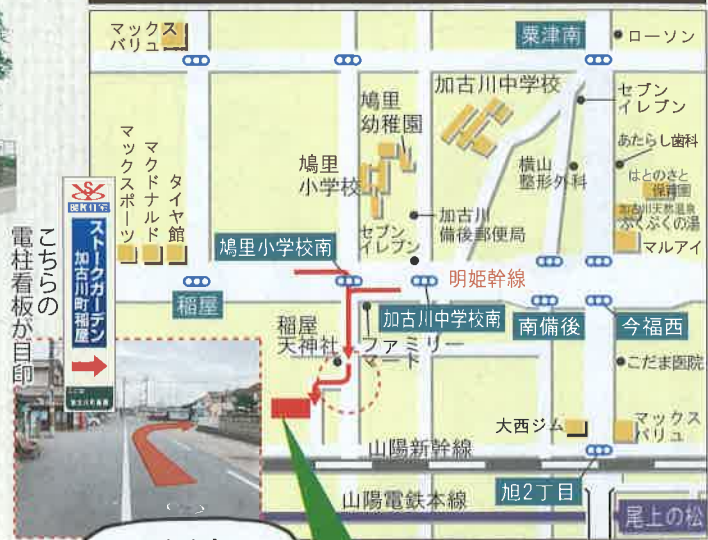 マックス
バリュ
粟津南
ローソン
加古川中学校
セブン
イレブン
鳩里
幼稚園
あたらし歯科
マックスポーツ
マクドナルド
タイヤ館
鳩里
小学校
横山
整形外科
はとのさと
保育園
加古川天然温泉
ぷくぷくの湯
マルアイ
加古川
備後郵便局
セブン
イレブン
鳩里小学校南
明姫幹線
稲屋
加古川中学校南
南備後
今福西
稲屋
天神社
ファミリー
マート
こだま医院
大西ジム
マックス
バリュ
山陽新幹線
旭2丁目
山陽電鉄本線
尾上の松
ストークガーデン
加古川町稲屋
こちらの
電柱看板が目印